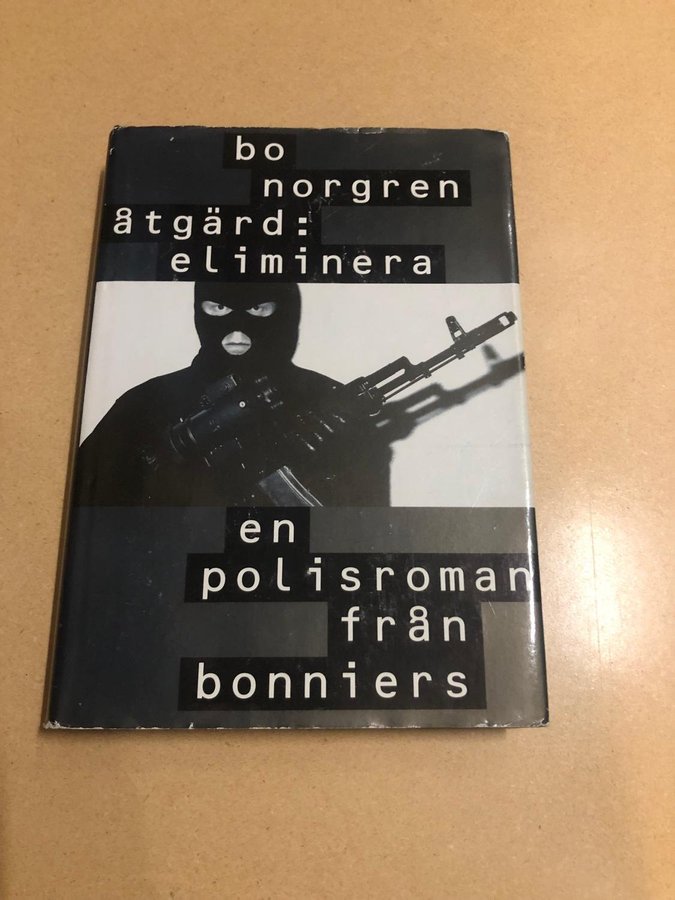 bo
norgren
åtgärd:
eliminera
en
polisroman
från
bonniers